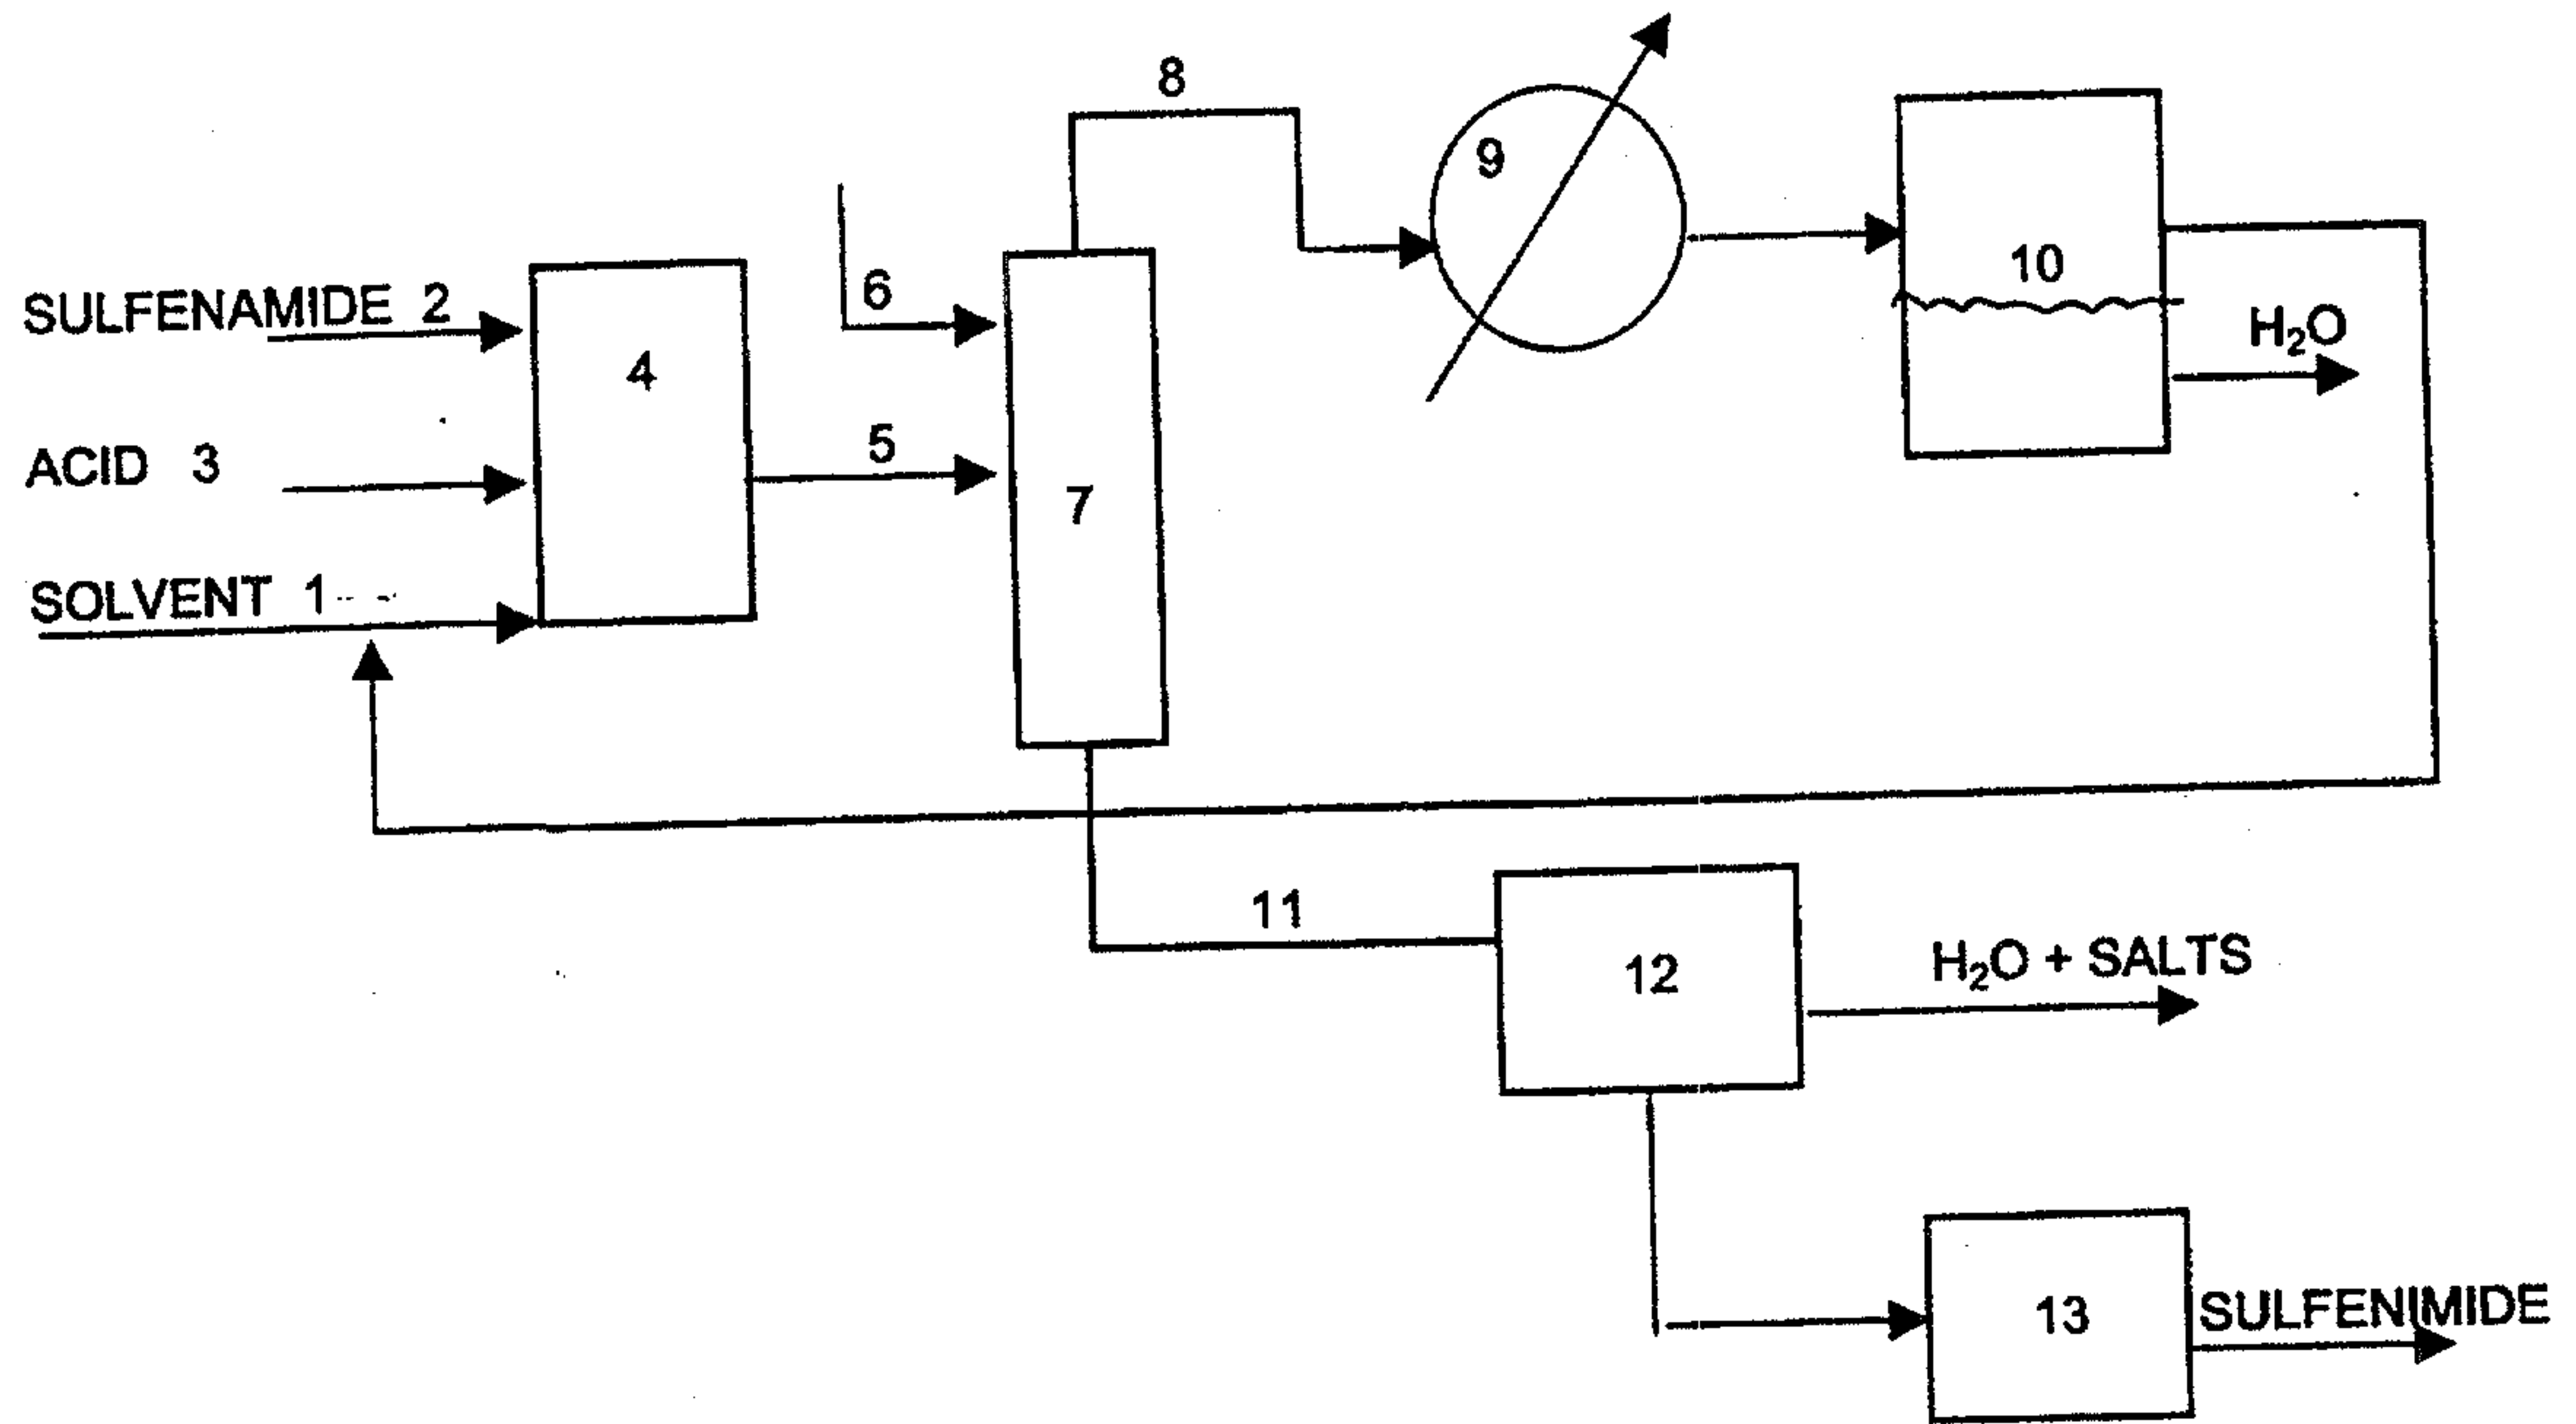 8
9
6
10
SULFENAMIDE 2
H₂O
4
5
ACID 3
7
SOLVENT 1
11
H₂O + SALTS
12
13
SULFENIMIDE